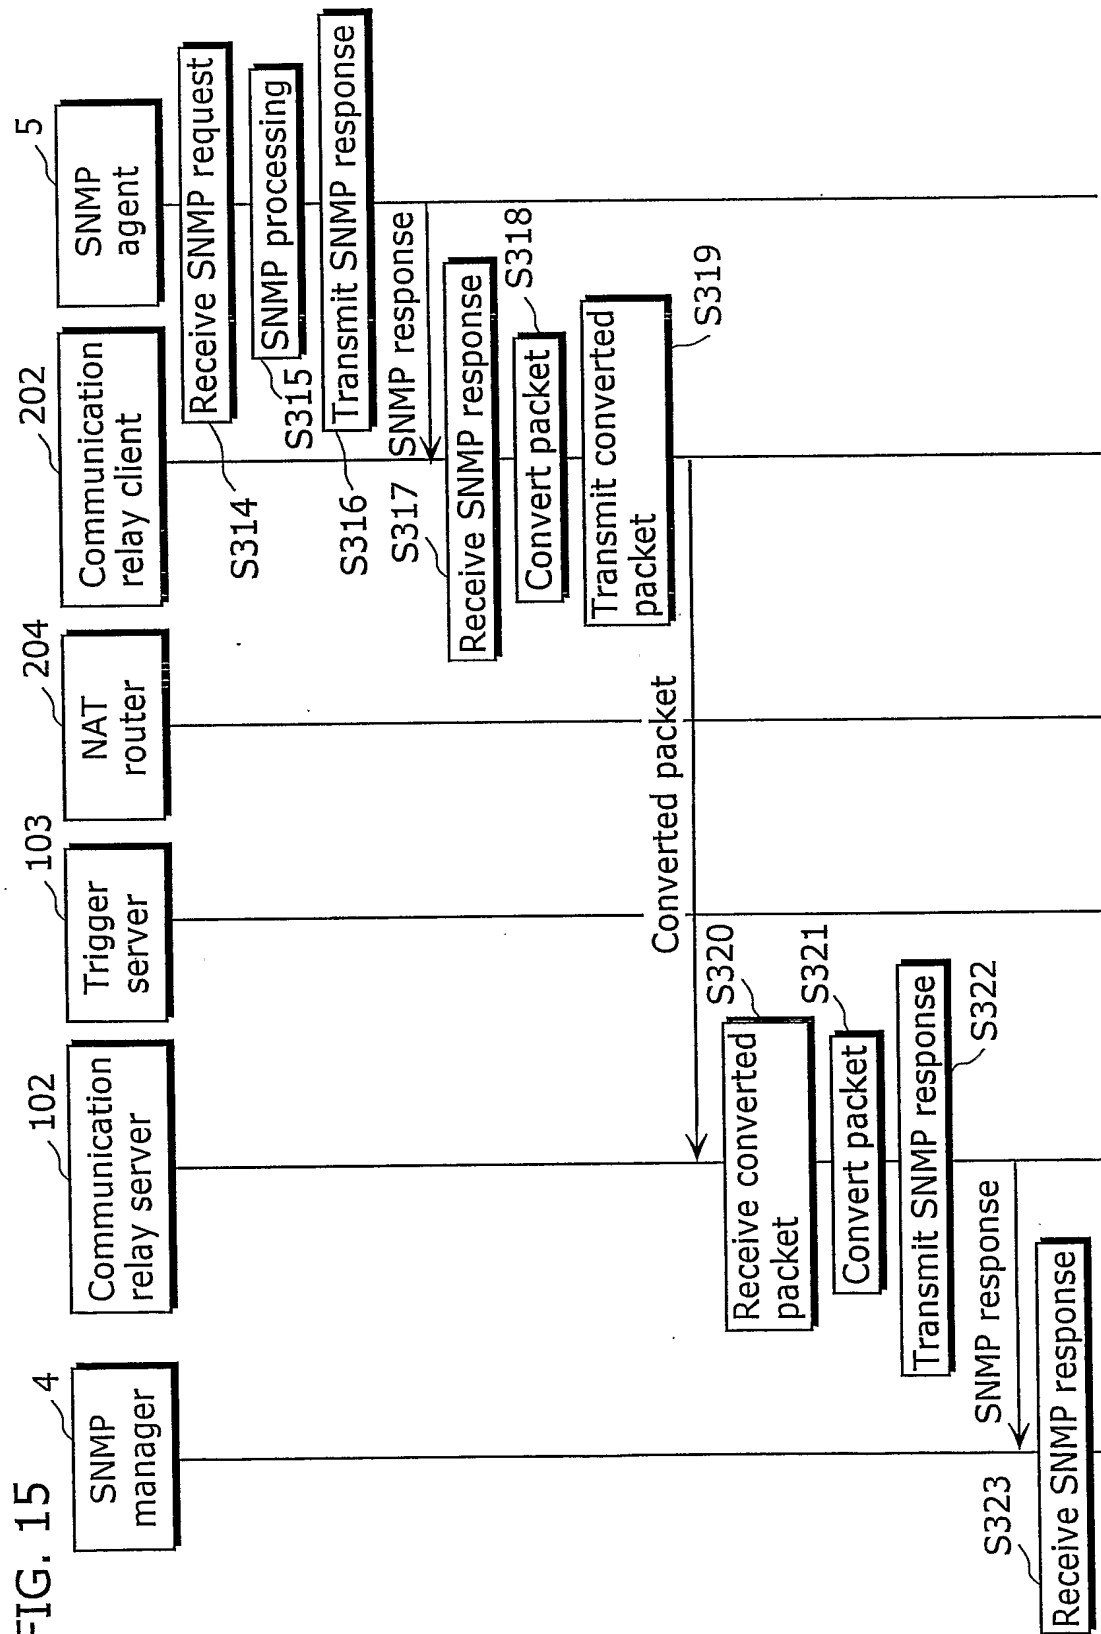 FIG. 15
4
SNMP
manager
102
Communication
relay server
103
Trigger
server
204
NAT
router
202
Communication
relay client
5
SNMP
agent
Receive SNMP request
S314
SNMP processing
S315
Transmit SNMP response
S316
SNMP response
S317
Receive SNMP response
Convert packet
S318
Transmit converted
packet
S319
Converted packet
Receive converted
packet
S320
Convert packet
S321
Transmit SNMP response
S322
SNMP response
S323
Receive SNMP response